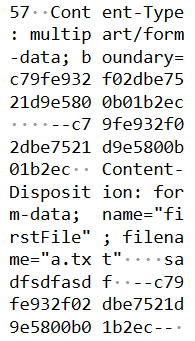 57··Cont ent-Type
: multip art/form
-data; b oundary=
c79fe932 f02dbe75
21d9e580 0b01b2ec
····--c7 9fe932f0
2dbe7521 d9e5800b
01b2ec·· Content-
Disposit ion: for
m-data;  name="fi
rstFile" ; filena
me="a.tx t"····sa
dfsdfasd f··--c79
fe932f02 dbe7521d
9e5800b0 1b2ec--·